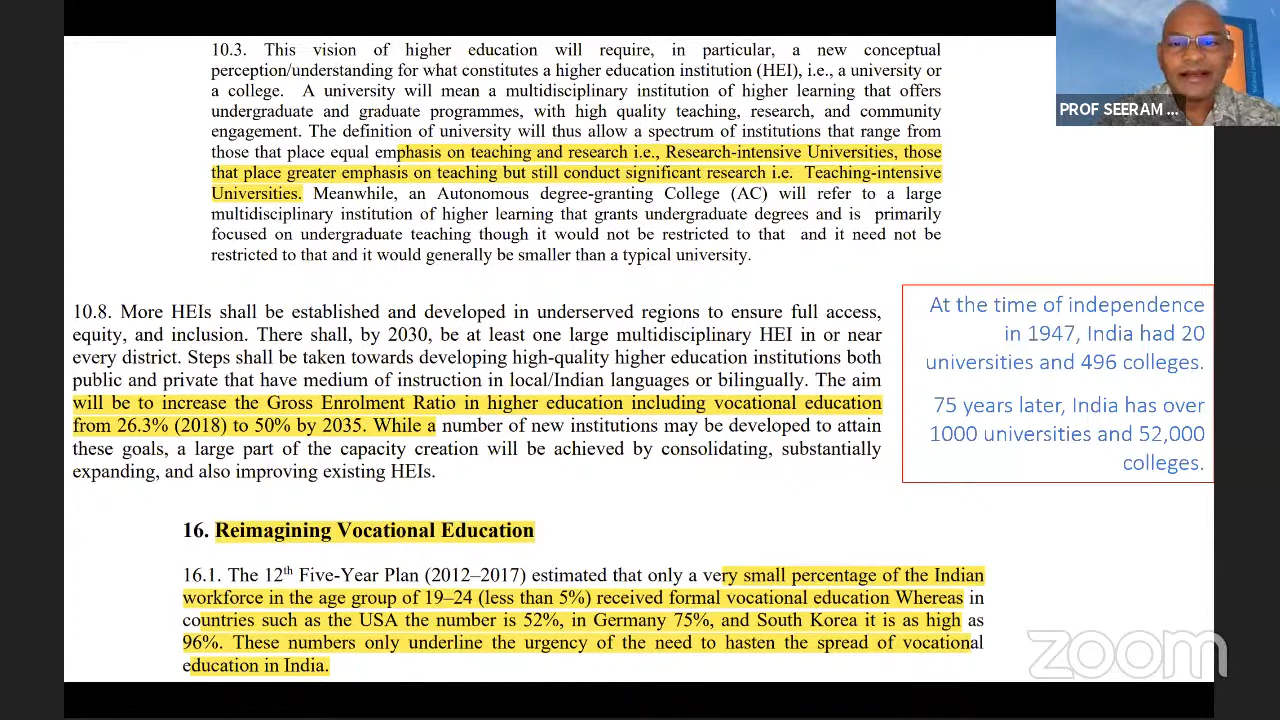 10.3. This vision of higher education will require, in particular, a new conceptual
perception/understanding for what constitutes a higher education institution (HEI), i.e., a university or
a college. A university will mean a multidisciplinary institution of higher learning that offers
undergraduate and graduate programmes, with high quality teaching, research, and community
engagement. The definition of university will thus allow a spectrum of institutions that range from
those that place equal emphasis on teaching and research i.e., Research-intensive Universities, those
that place greater emphasis on teaching but still conduct significant research i.e. Teaching-intensive
Universities. Meanwhile, an Autonomous degree-granting College (AC) will refer to a large
multidisciplinary institution of higher learning that grants undergraduate degrees and is primarily
focused on undergraduate teaching though it would not be restricted to that and it need not be
restricted to that and it would generally be smaller than a typical university.
PROF SEERAM ...
10.8. More HEIs shall be established and developed in underserved regions to ensure full access,
equity, and inclusion. There shall, by 2030, be at least one large multidisciplinary HEI in or near
every district. Steps shall be taken towards developing high-quality higher education institutions both
public and private that have medium of instruction in local/Indian languages or bilingually. The aim
will be to increase the Gross Enrolment Ratio in higher education including vocational education
from 26.3% (2018) to 50% by 2035. While a number of new institutions may be developed to attain
these goals, a large part of the capacity creation will be achieved by consolidating, substantially
expanding, and also improving existing HEIs.
At the time of independence
in 1947, India had 20
universities and 496 colleges.
75 years later, India has over
1000 universities and 52,000
colleges.
16. Reimagining Vocational Education
16.1. The 12th Five-Year Plan (2012–2017) estimated that only a very small percentage of the Indian
workforce in the age group of 19–24 (less than 5%) received formal vocational education Whereas in
countries such as the USA the number is 52%, in Germany 75%, and South Korea it is as high as
96%. These numbers only underline the urgency of the need to hasten the spread of vocational
education in India.
zoom